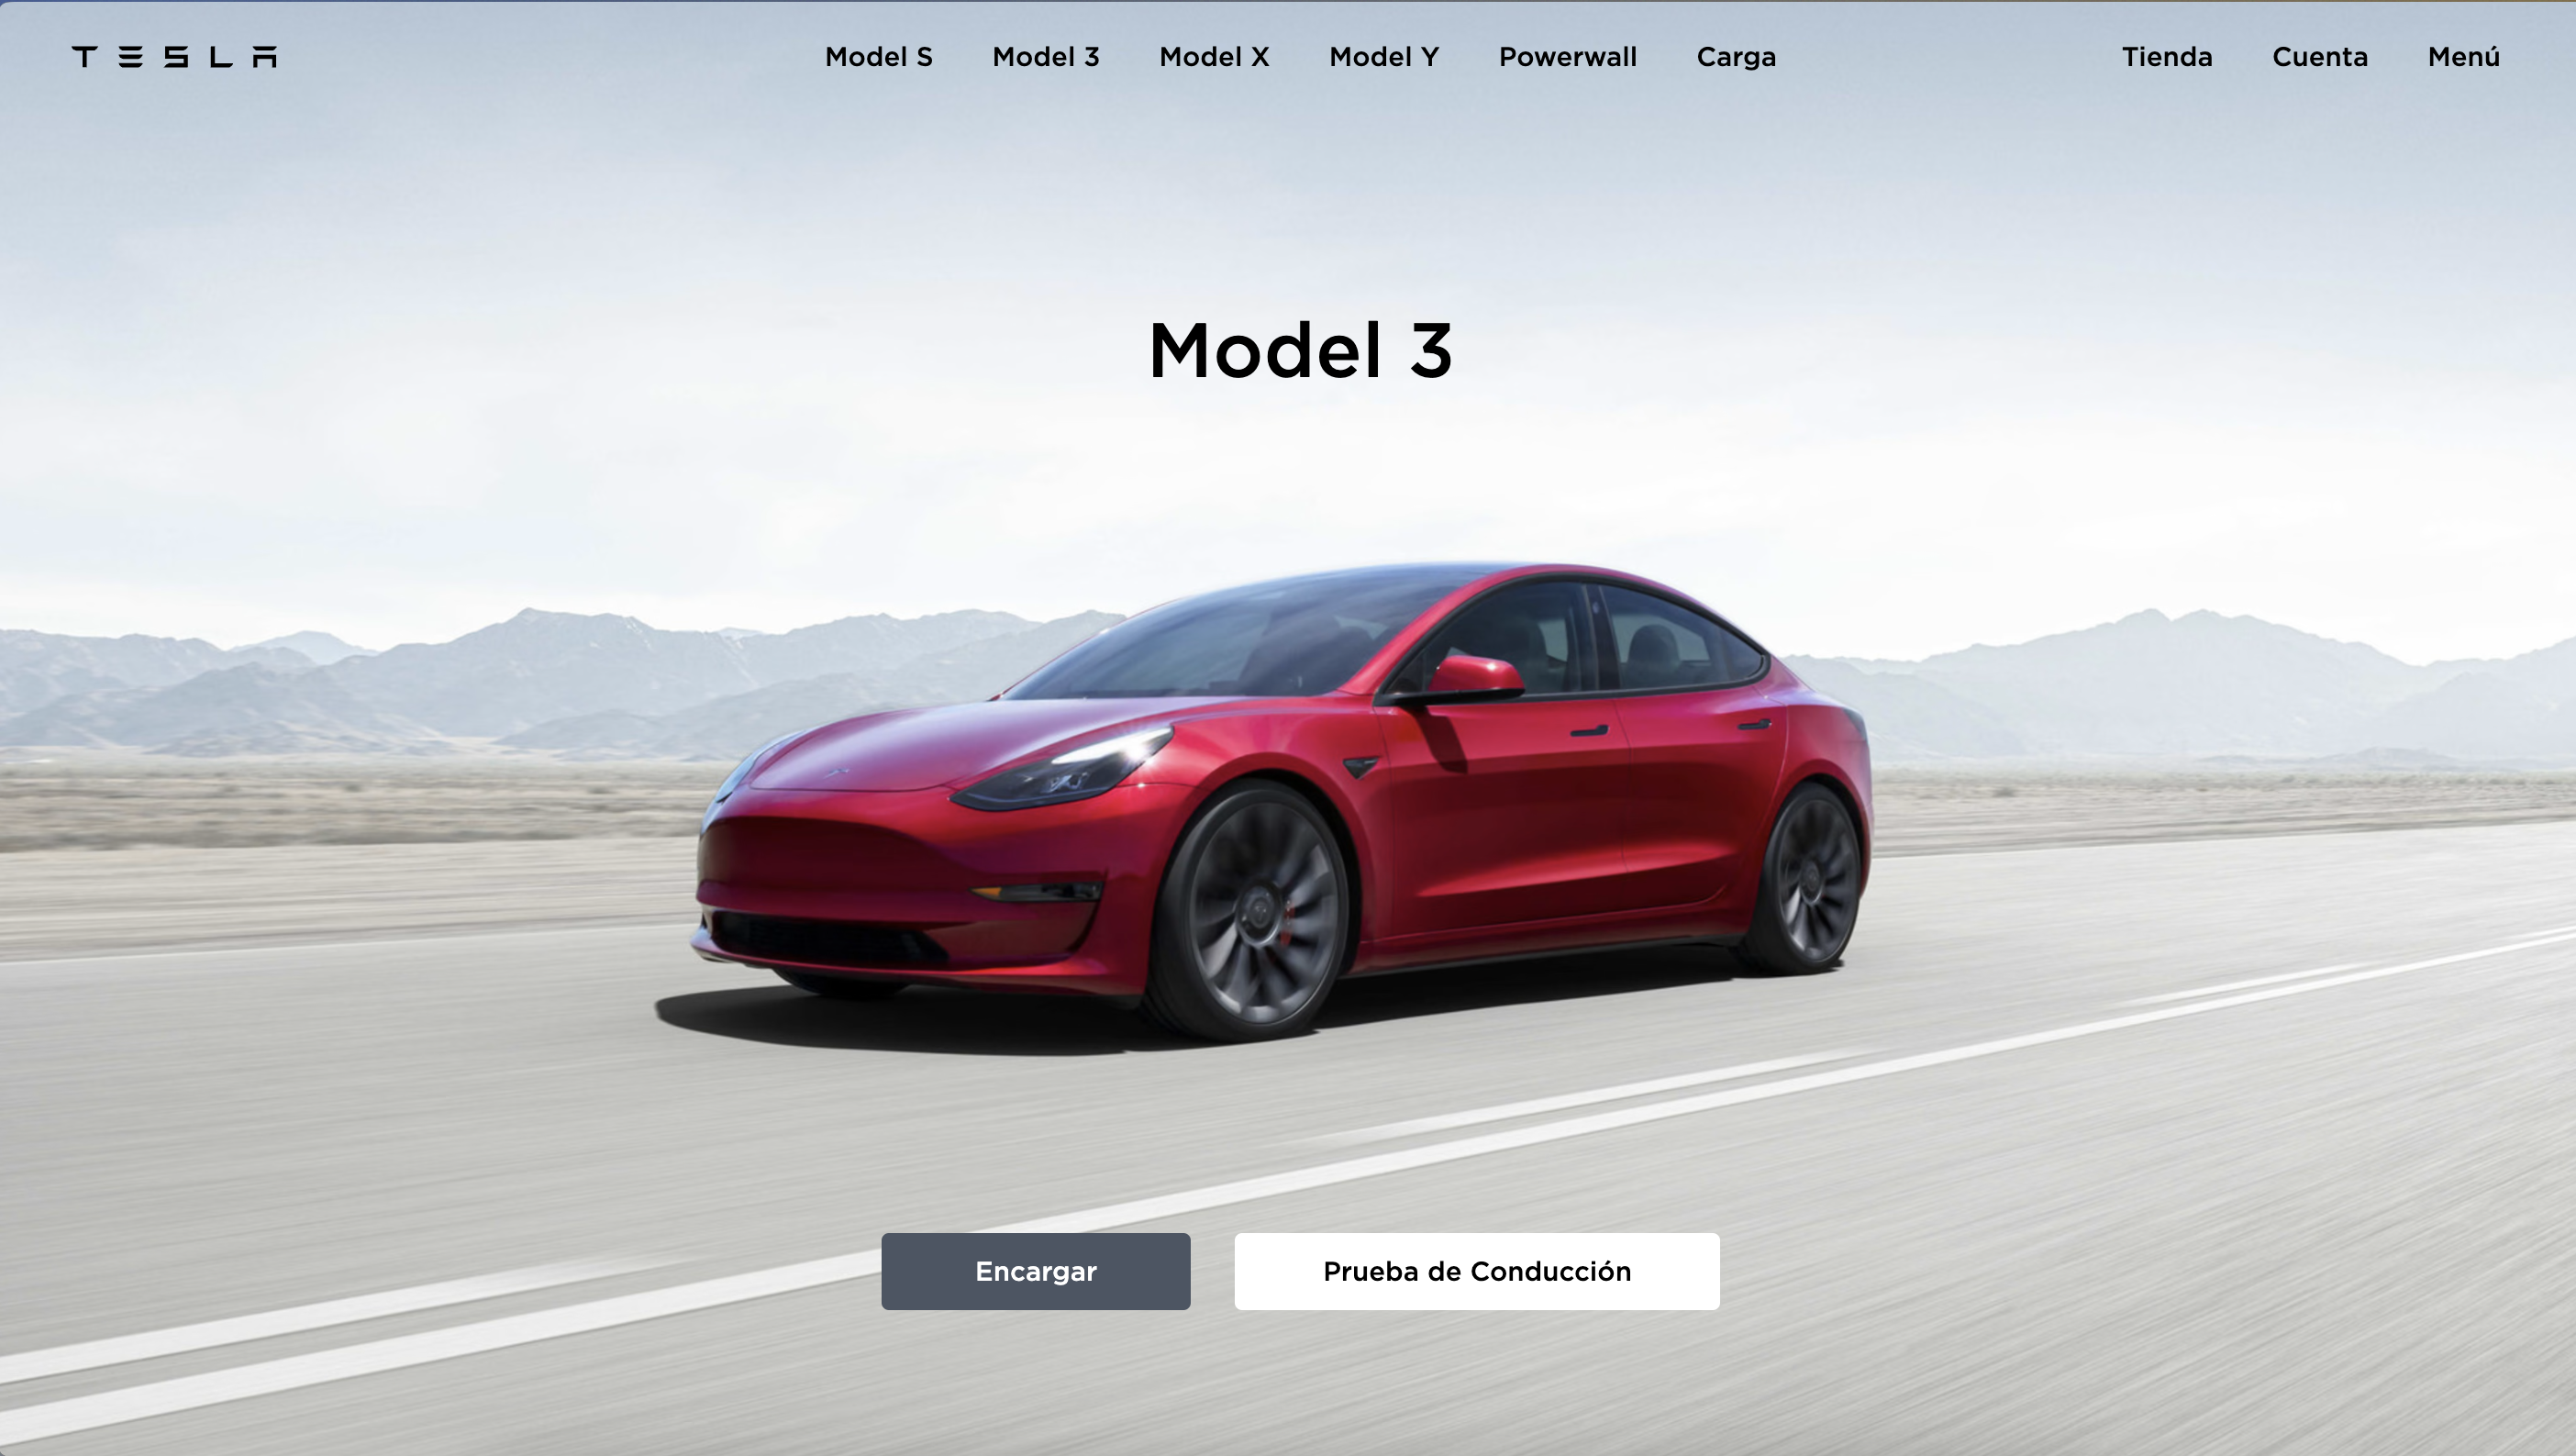 TESLA Model S Model 3 Model X Model Y Powerwall Carga Tienda Cuenta Menú
Model 3
Encargar Prueba de Conducción